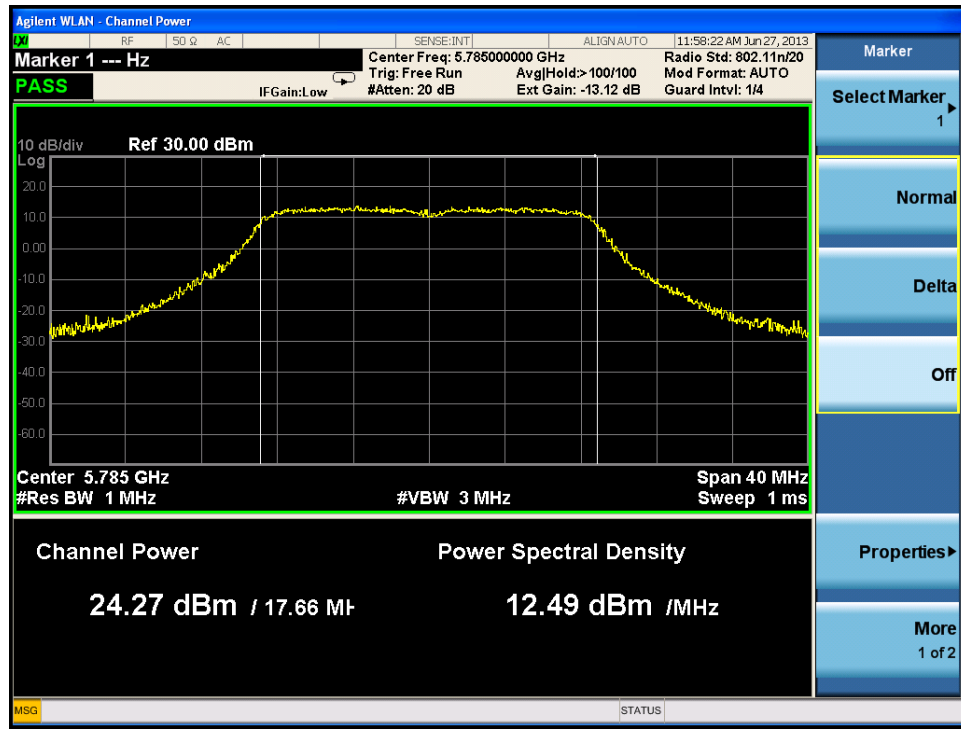 Agilent WLAN - Channel Power
LXI RF 50 Ω AC SENSE:INT ALIGN AUTO 11:58:22 AM Jun 27, 2013
Marker 1 --- Hz
PASS
IFGain:Low
Center Freq: 5.785000000 GHz
Trig: Free Run
#Atten: 20 dB
Avg|Hold:>100/100
Ext Gain: -13.12 dB
Radio Std: 802.11n/20
Mod Format: AUTO
Guard Intvl: 1/4
10 dB/div Ref 30.00 dBm
Log
20.0
10.0
0.00
-10.0
-20.0
-30.0
-40.0
-50.0
-60.0
Center 5.785 GHz Span 40 MHz
#Res BW 1 MHz #VBW 3 MHz Sweep 1 ms
Channel Power Power Spectral Density
24.27 dBm / 17.66 MH 12.49 dBm /MHz
Marker
Select Marker
1
Normal
Delta
Off
Properties
More
1 of 2
MSG STATUS